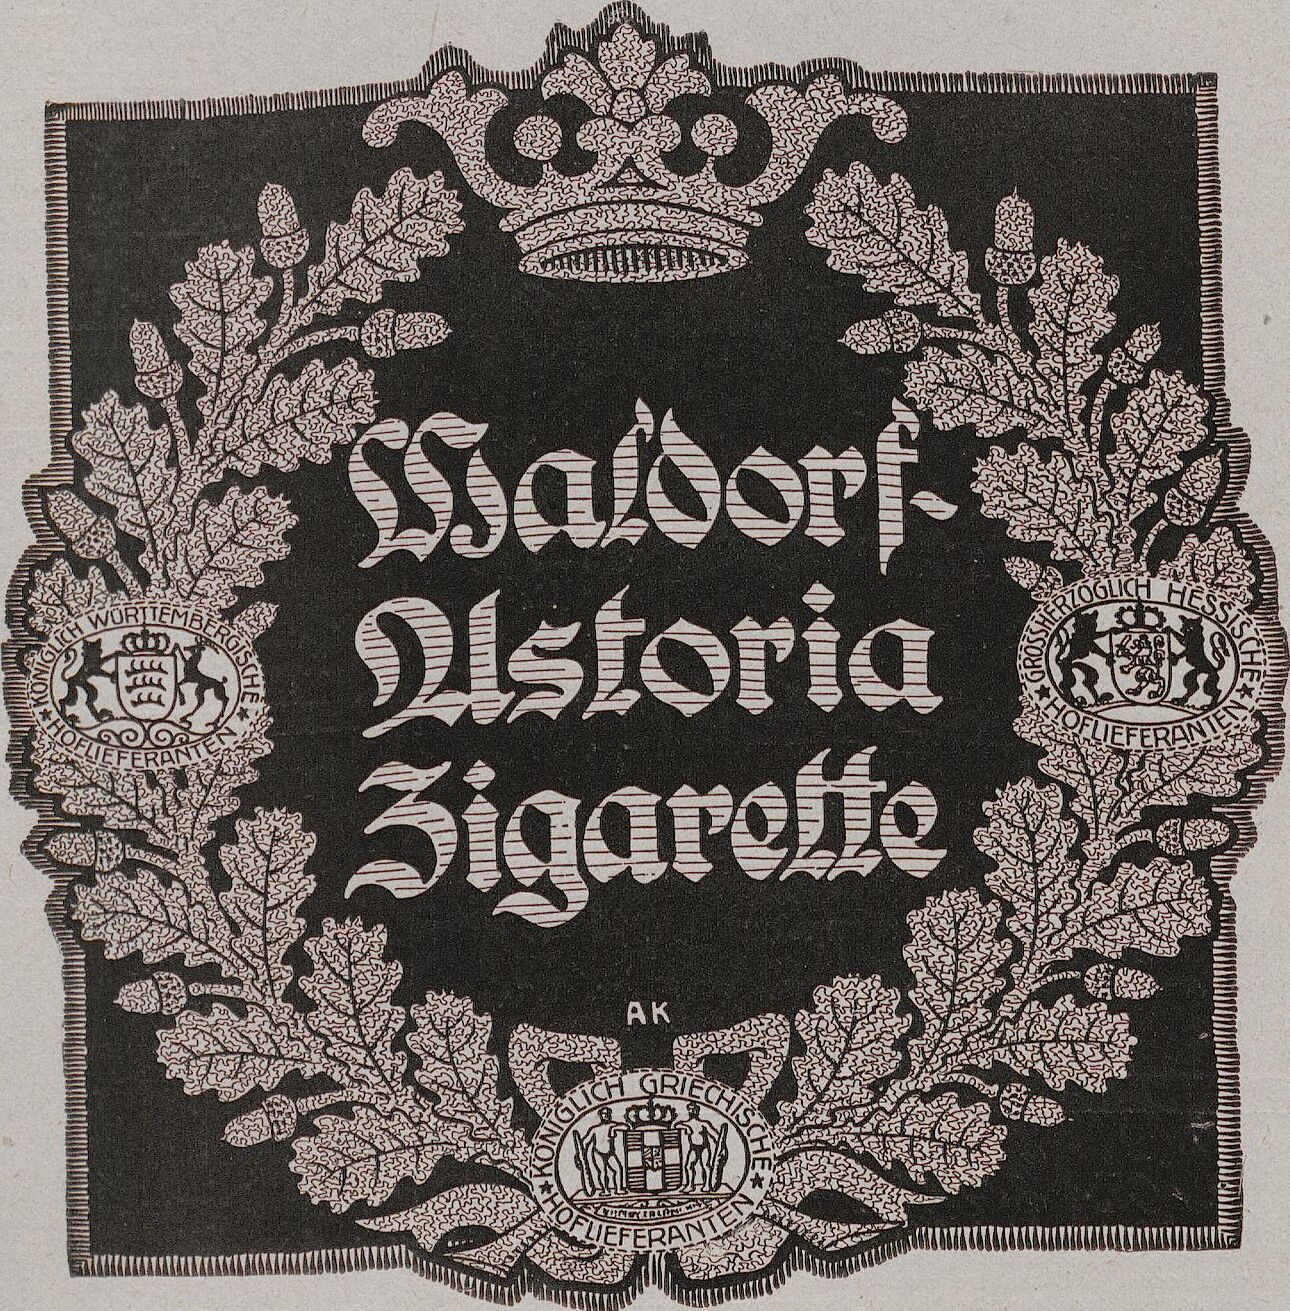 Waldorf-
Astoria
Zigarette
KÖNIGLICH WÜRTTEMBERGISCHE
HOFLIEFERANTEN
GROSSHERZOGLICH HESSISCHE
HOFLIEFERANTEN
AK
KÖNIGLICH GRIECHISCHE
HOFLIEFERANTEN